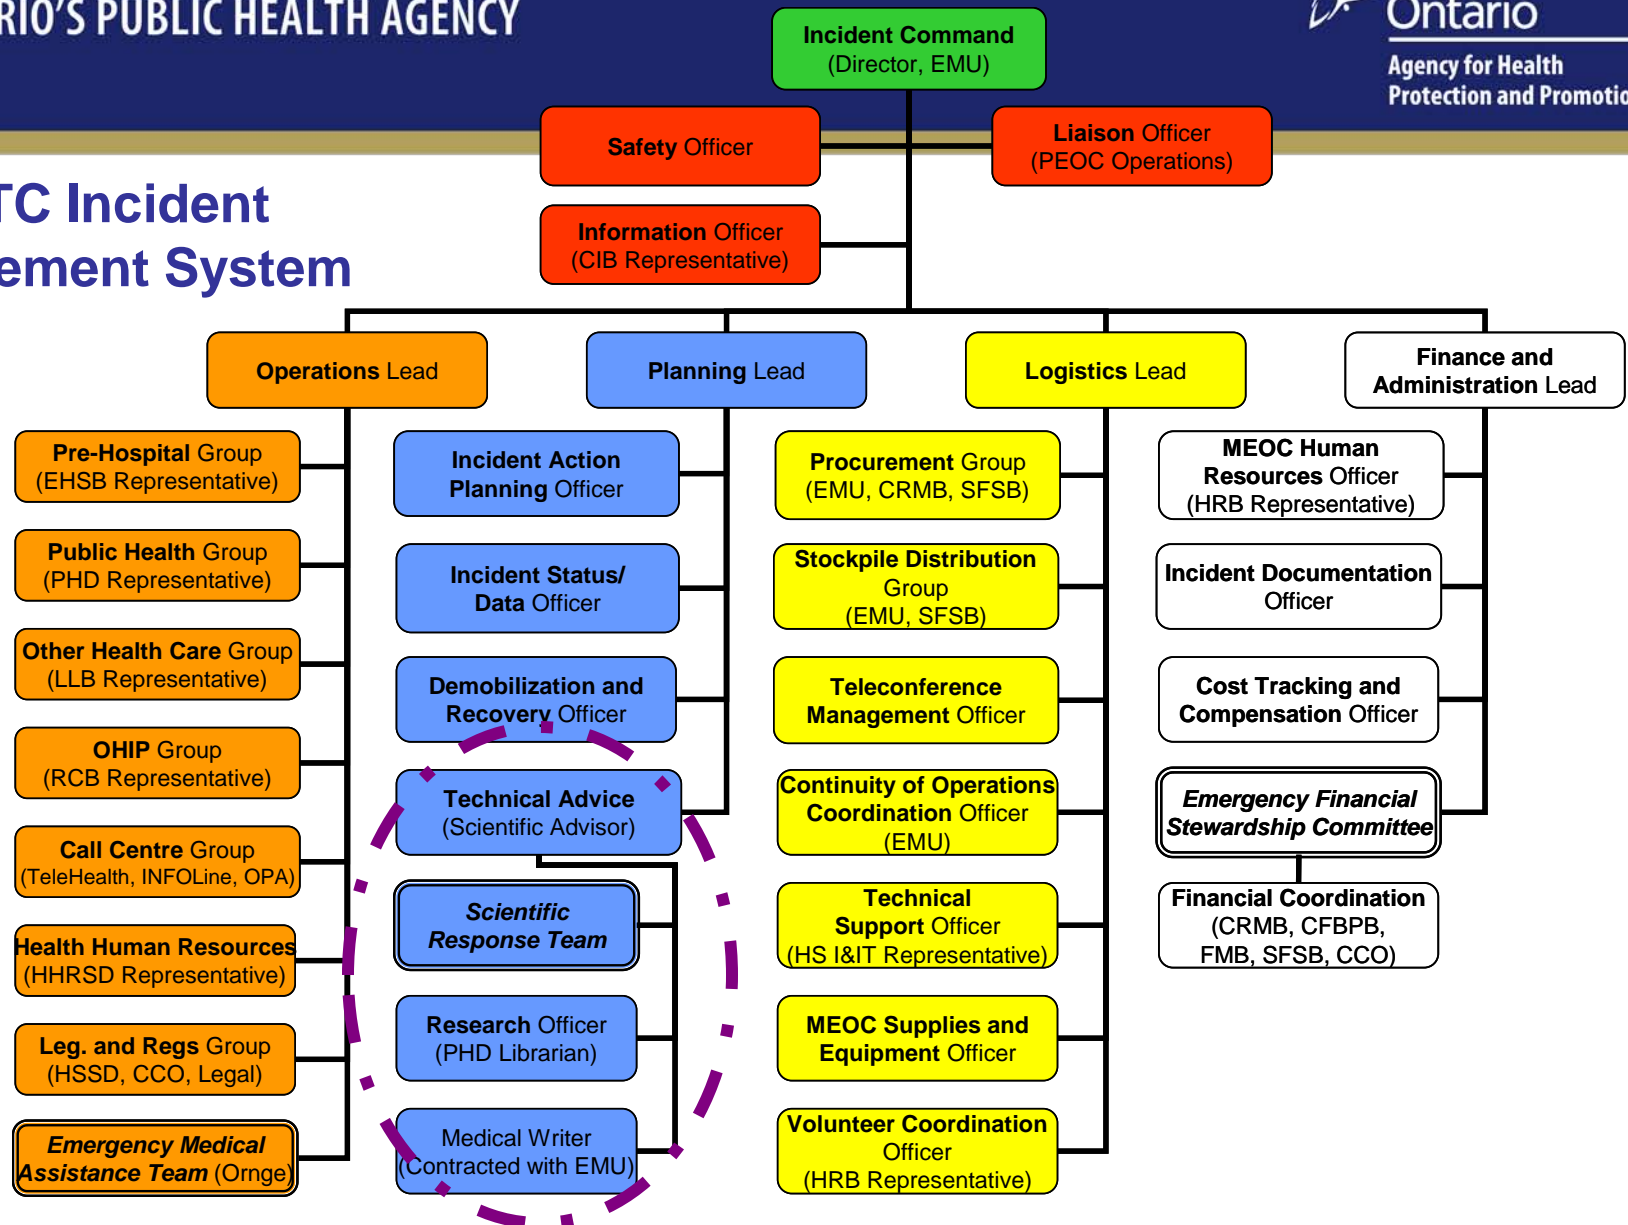 RIO'S PUBLIC HEALTH AGENCY
Ontario
Agency for Health
Protection and Promotio
TC Incident
ement System
Incident Command
(Director, EMU)
Safety Officer
Liaison Officer
(PEOC Operations)
Information Officer
(CIB Representative)
Operations Lead
Planning Lead
Logistics Lead
Finance and
Administration Lead
Pre-Hospital Group
(EHSB Representative)
Public Health Group
(PHD Representative)
Other Health Care Group
(LLB Representative)
OHIP Group
(RCB Representative)
Call Centre Group
(TeleHealth, INFOLine, OPA)
Health Human Resources
(HHRSD Representative)
Leg. and Regs Group
(HSSD, CCO, Legal)
Emergency Medical
Assistance Team (Ornge)
Incident Action
Planning Officer
Incident Status/
Data Officer
Demobilization and
Recovery Officer
Technical Advice
(Scientific Advisor)
Scientific
Response Team
Research Officer
(PHD Librarian)
Medical Writer
(Contracted with EMU)
Procurement Group
(EMU, CRMB, SFSB)
Stockpile Distribution
Group
(EMU, SFSB)
Teleconference
Management Officer
Continuity of Operations
Coordination Officer
(EMU)
Technical
Support Officer
(HS I&IT Representative)
MEOC Supplies and
Equipment Officer
Volunteer Coordination
Officer
(HRB Representative)
MEOC Human
Resources Officer
(HRB Representative)
Incident Documentation
Officer
Cost Tracking and
Compensation Officer
Emergency Financial
Stewardship Committee
Financial Coordination
(CRMB, CFBPB,
FMB, SFSB, CCO)